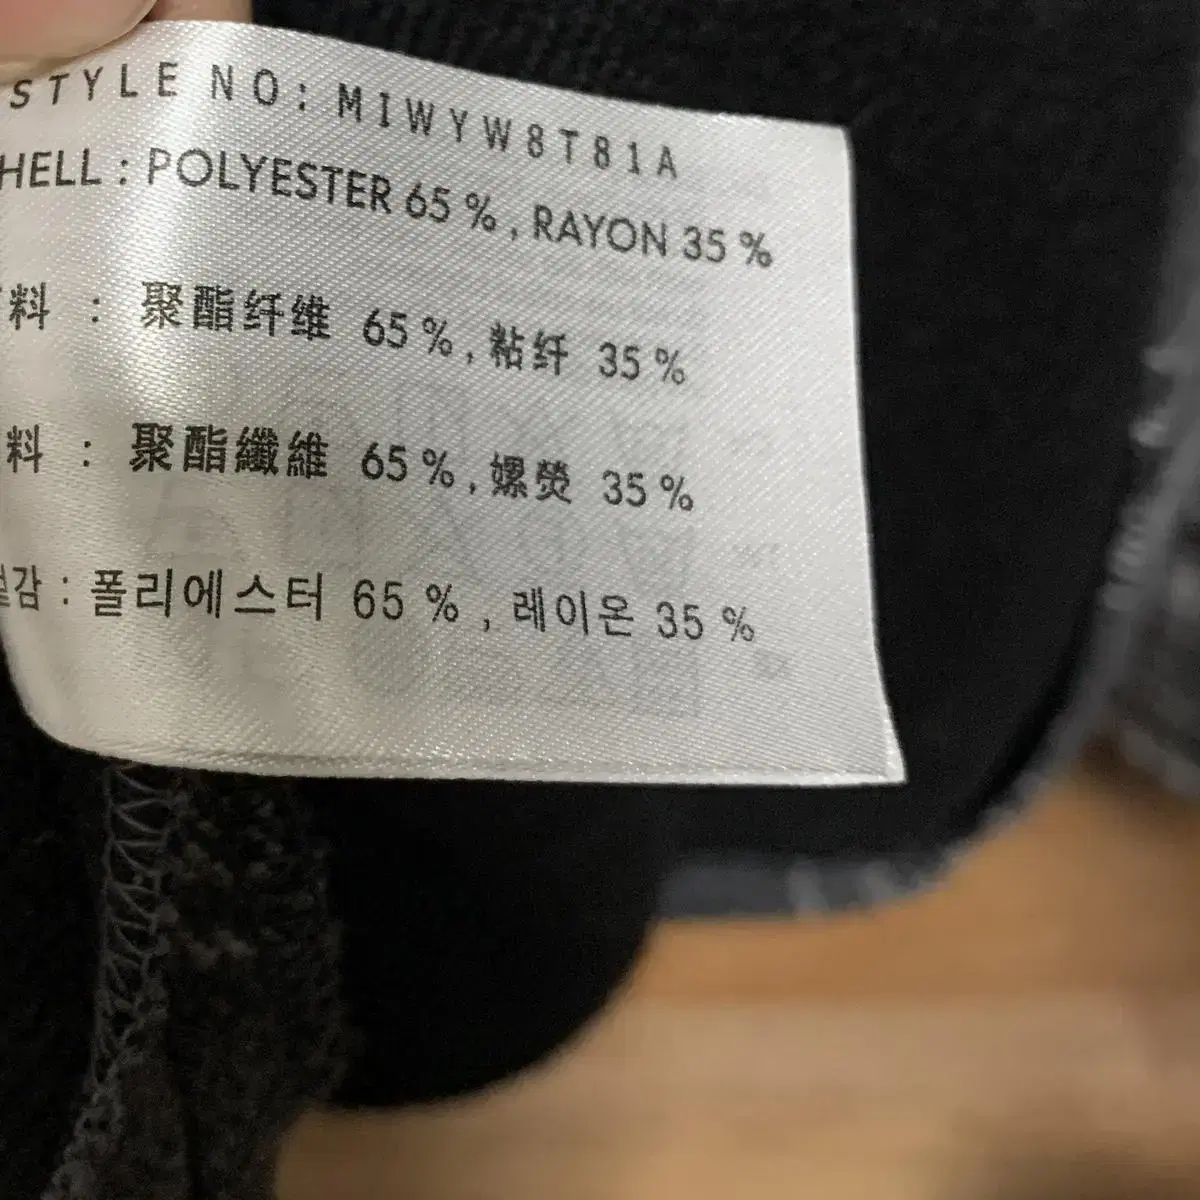 STYLE NO: MIWYW8T81A
HELL : POLYESTER 65 % , RAYON 35 %
料 : 聚酯纤维 65 % , 粘纤 35 %
料 : 聚酯纖維 65 % , 嫘熒 35 %
감 : 폴리에스터 65 % , 레이온 35 %